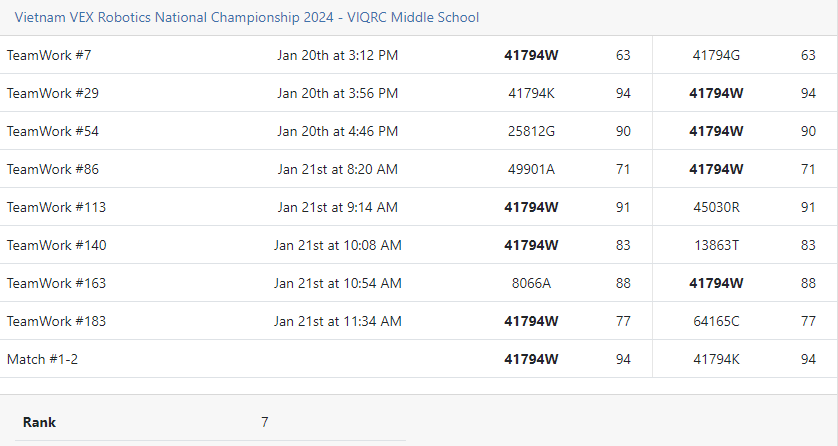 Vietnam VEX Robotics National Championship 2024 - VIQRC Middle School
TeamWork #7 Jan 20th at 3:12 PM 41794W 63 41794G 63
TeamWork #29 Jan 20th at 3:56 PM 41794K 94 41794W 94
TeamWork #54 Jan 20th at 4:46 PM 25812G 90 41794W 90
TeamWork #86 Jan 21st at 8:20 AM 49901A 71 41794W 71
TeamWork #113 Jan 21st at 9:14 AM 41794W 91 45030R 91
TeamWork #140 Jan 21st at 10:08 AM 41794W 83 13863T 83
TeamWork #163 Jan 21st at 10:54 AM 8066A 88 41794W 88
TeamWork #183 Jan 21st at 11:34 AM 41794W 77 64165C 77
Match #1-2 41794W 94 41794K 94
Rank 7